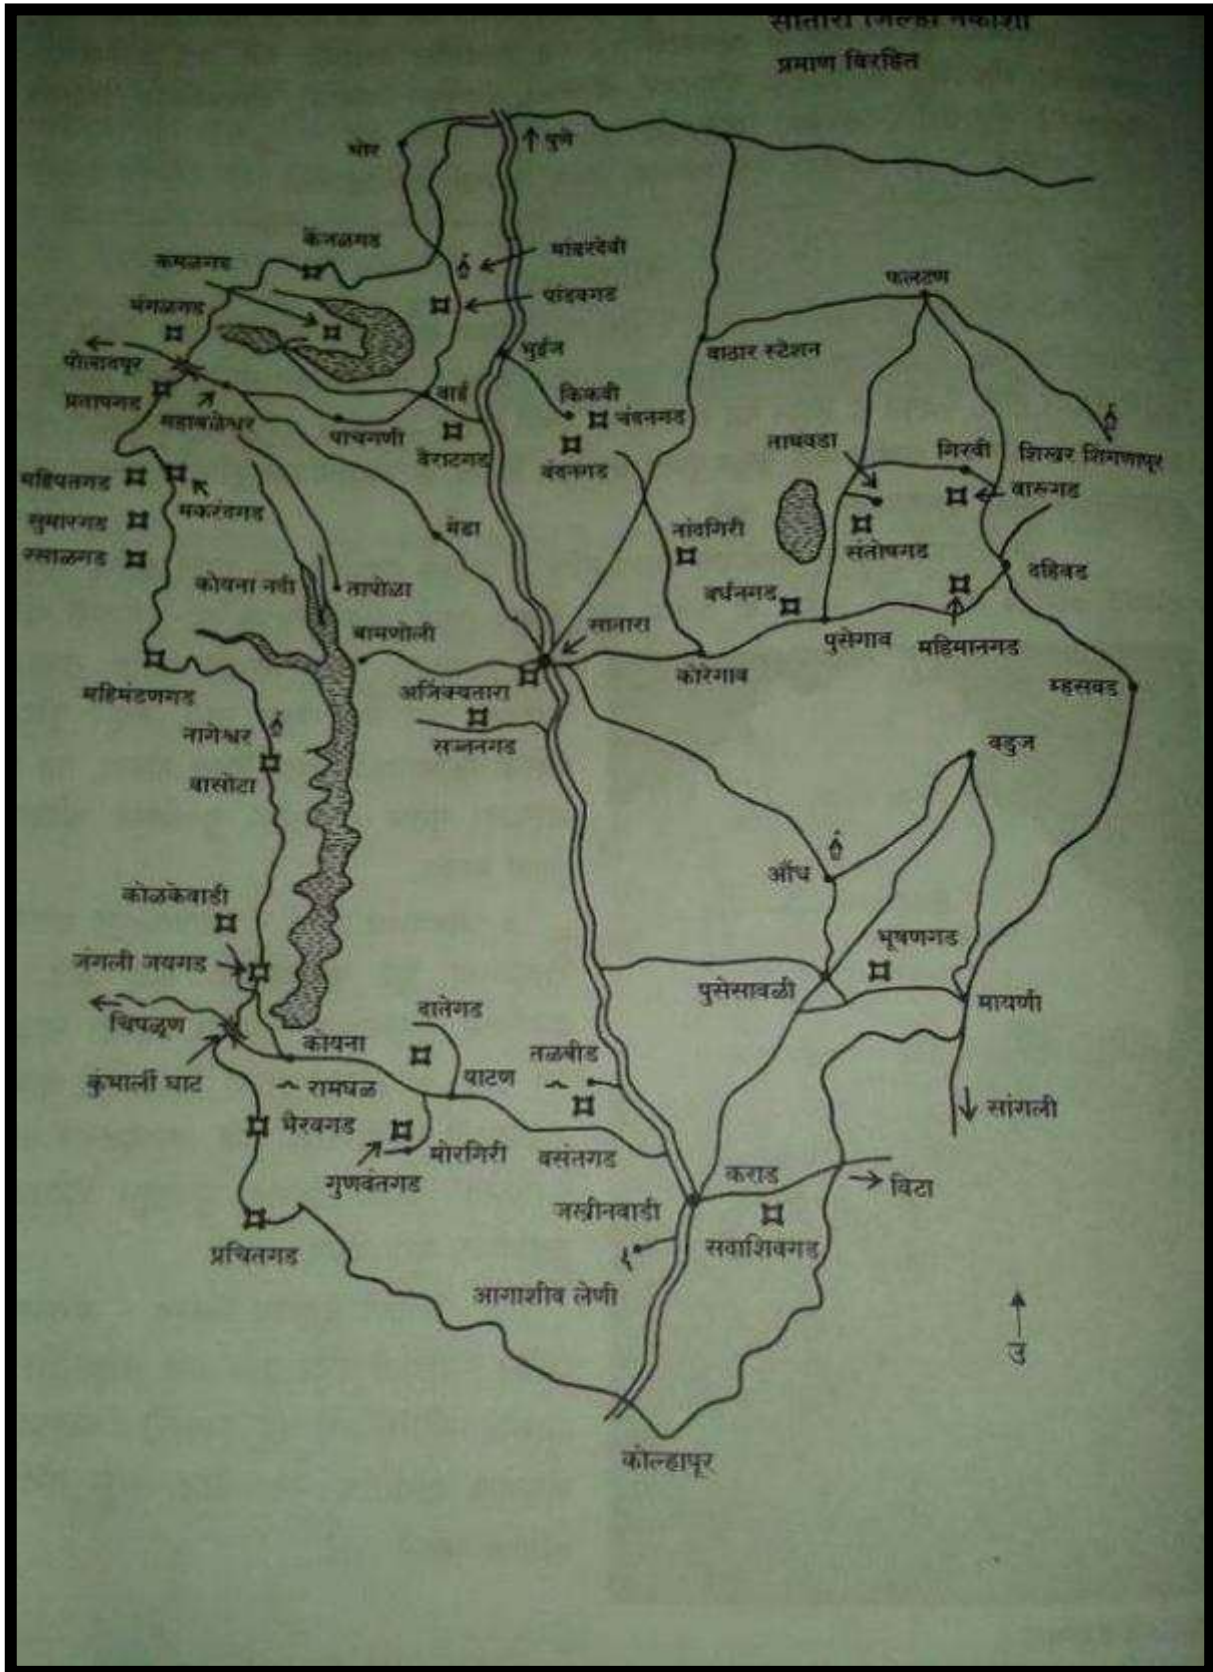 सातारा जिल्हा नकाशा
प्रमाण विरहित
भोर
पुणे
केंजळगड
मांढरदेवी
कमळगड
पांडवगड
फलटण
मंगळगड
भुईंज
वाठार स्टेशन
पोलादपूर
प्रतापगड
वाई
किकवी
चंदनगड
महाबळेश्वर
पाचगणी
वैराटगड
वंदनगड
ताथवडा
गिरवी
शिखर शिंगणापूर
महिपतगड
वारूगड
मकरंदगड
सुमारगड
मेढा
नांदगिरी
संतोषगड
रसाळगड
कोयना नदी
तापोळा
वर्धनगड
दहिवड
बामणोली
सातारा
पुसेगाव
महिमानगड
कोरेगाव
महिमंडणगड
अजिंक्यतारा
म्हसवड
नागेश्वर
सज्जनगड
वडुज
वासोटा
औंध
कोळकेवाडी
भूषणगड
जंगली जयगड
पुसेसावळी
मायणी
चिपळूण
दातेगड
कोयना
तळबीड
कुंभार्ली घाट
रामघळ
पाटण
सांगली
भैरवगड
मोरगिरी
वसंतगड
गुणवंतगड
कराड
विटा
जखीनवाडी
प्रचितगड
सदाशिवगड
आगाशीव लेणी
उ
कोल्हापूर